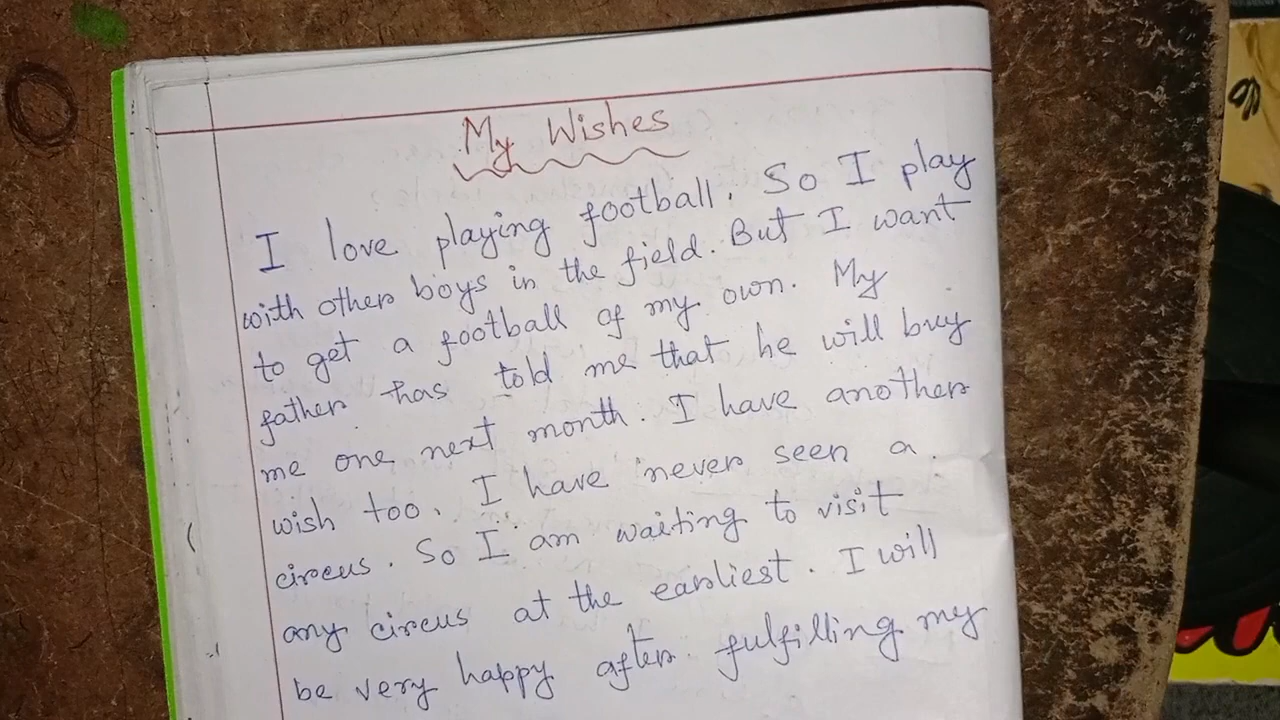 My Wishes
I love playing football. So I play
with other boys in the field. But I want
to get a football of my own. My
father has told me that he will buy
me one next month. I have another
wish too. I have never seen a
circus. So I am waiting to visit
any circus at the earliest. I will
be very happy after fulfilling my